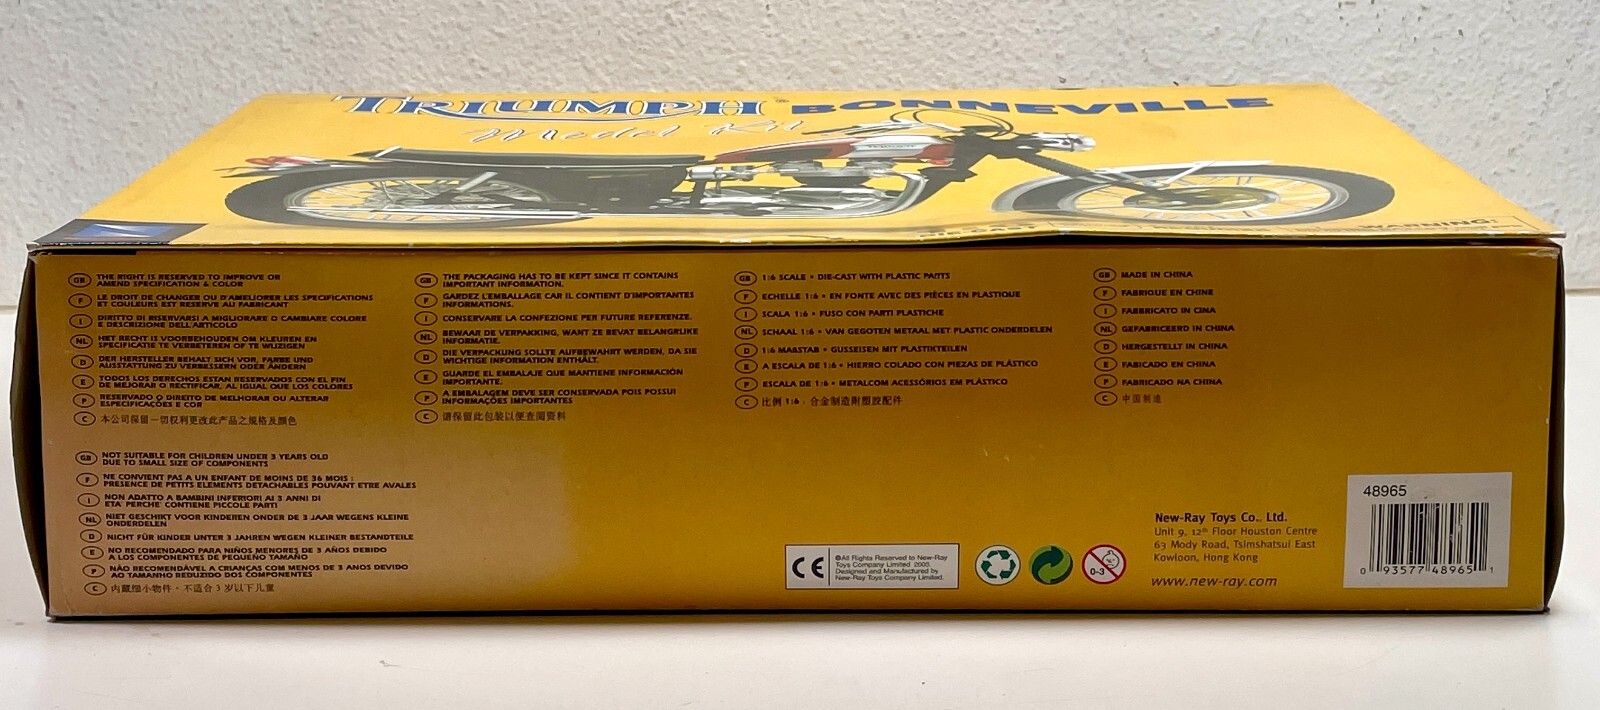 TRIUMPH® BONNEVILLE
Model Kit
TRIUMPH
DIE-CAST
WARNING:
GB THE RIGHT IS RESERVED TO IMPROVE OR
AMEND SPECIFICATION & COLOR
F LE DROIT DE CHANGER OU D'AMELIORER LES SPECIFICATIONS
ET COULEURS EST RESERVE AU FABRICANT
I DIRITTO DI RISERVARSI A MIGLIORARE O CAMBIARE COLORE
E DESCRIZIONE DELL'ARTICOLO
NL HET RECHT IS VOORBEHOUDEN OM KLEUREN EN
SPECIFICATIE TE VERBETEREN OF TE WIJZIGEN
D DER HERSTELLER BEHALT SICH VOR, FARBE UND
AUSSTATTUNG ZU VERBESSERN ODER ÄNDERN
E TODOS LOS DERECHOS ESTAN RESERVADOS CON EL FIN
DE MEJORAR O RECTIFICAR, AL IGUAL QUE LOS COLORES
P RESERVADO O DIREITO DE MELHORAR OU ALTERAR
ESPECIFICAÇÕES E COR
C 本公司保留一切权利更改此产品之规格及颜色
GB THE PACKAGING HAS TO BE KEPT SINCE IT CONTAINS
IMPORTANT INFORMATION.
F GARDEZ L'EMBALLAGE CAR IL CONTIENT D'IMPORTANTES
INFORMATIONS.
I CONSERVARE LA CONFEZIONE PER FUTURE REFERENZE.
NL BEWAAR DE VERPAKKING, WANT ZE BEVAT BELANGRIJKE
INFORMATIE.
D DIE VERPACKUNG SOLLTE AUFBEWAHRT WERDEN, DA SIE
WICHTIGE INFORMATION ENTHÄLT.
E GUARDE EL EMBALAJE QUE MANTIENE INFORMACIÓN
IMPORTANTE.
P A EMBALAGEM DEVE SER CONSERVADA POIS POSSUI
INFORMAÇÕES IMPORTANTES
C 请保留此包装以便查阅资料
GB 1:6 SCALE • DIE-CAST WITH PLASTIC PARTS
F ECHELLE 1:6 • EN FONTE AVEC DES PIÈCES EN PLASTIQUE
I SCALA 1:6 • FUSO CON PARTI PLASTICHE
NL SCHAAL 1:6 • VAN GEGOTEN METAAL MET PLASTIC ONDERDELEN
D 1:6 MAßSTAB • GUSSEISEN MIT PLASTIKTEILEN
E A ESCALA DE 1:6 • HIERRO COLADO CON PIEZAS DE PLÁSTICO
P ESCALA DE 1:6 • METALCOM ACESSÓRIOS EM PLÁSTICO
C 比例 1:6 · 合金制造附塑胶配件
GB MADE IN CHINA
F FABRIQUE EN CHINE
I FABBRICATO IN CINA
NL GEFABRICEERD IN CHINA
D HERGESTELLT IN CHINA
E FABICADO EN CHINA
P FABRICADO NA CHINA
C 中国制造
GB NOT SUITABLE FOR CHILDREN UNDER 3 YEARS OLD
DUE TO SMALL SIZE OF COMPONENTS
F NE CONVIENT PAS A UN ENFANT DE MOINS DE 36 MOIS :
PRESENCE DE PETITS ELEMENTS DETACHABLES POUVANT ETRE AVALES
I NON ADATTO A BAMBINI INFERIORI AI 3 ANNI DI
ETA' PERCHE' CONTIENE PICCOLE PARTI
NL NIET GESCHIKT VOOR KINDEREN ONDER DE 3 JAAR WEGENS KLEINE
ONDERDELEN
D NICHT FÜR KINDER UNTER 3 JAHREN WEGEN KLEINER BESTANDTEILE
E NO RECOMENDADO PARA NIÑOS MENORES DE 3 AÑOS DEBIDO
A LOS COMPONENTES DE PEQUEÑO TAMAÑO
P NÃO RECOMENDÁVEL A CRIANÇAS COM MENOS DE 3 ANOS DEVIDO
AO TAMANHO REDUZIDO DOS COMPONENTES
C 内藏细小物件 · 不适合 3 岁以下儿童
CE
©All Rights Reserved to New-Ray
Toys Company Limited. 2003.
Designed and Manufactured by
New-Ray Toys Company Limited.
0-3
New-Ray Toys Co., Ltd.
Unit 9, 12th Floor Houston Centre
63 Mody Road, Tsimshatsui East
Kowloon, Hong Kong
www.new-ray.com
48965
0 93577 48965 1